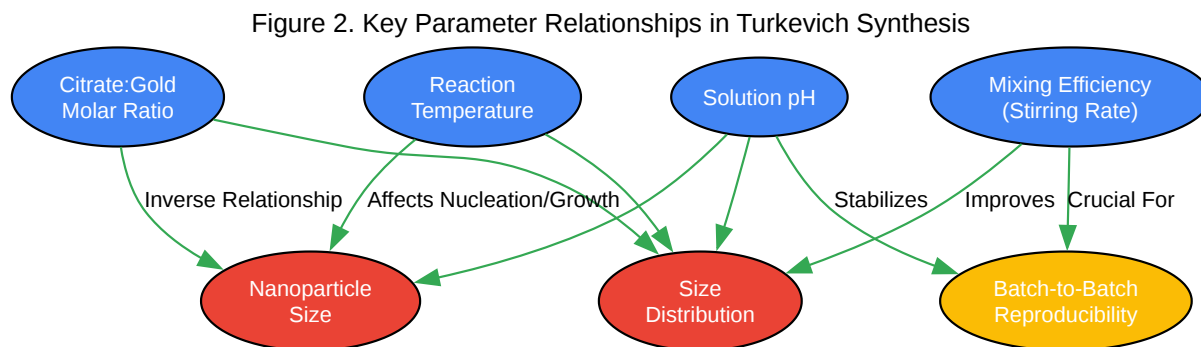 Figure 2. Key Parameter Relationships in Turkevich Synthesis
Citrate:Gold
Molar Ratio
Reaction
Temperature
Solution pH
Mixing Efficiency
(Stirring Rate)
Inverse Relationship
Affects Nucleation/Growth
Stabilizes
Improves
Crucial For
Nanoparticle
Size
Size
Distribution
Batch-to-Batch
Reproducibility